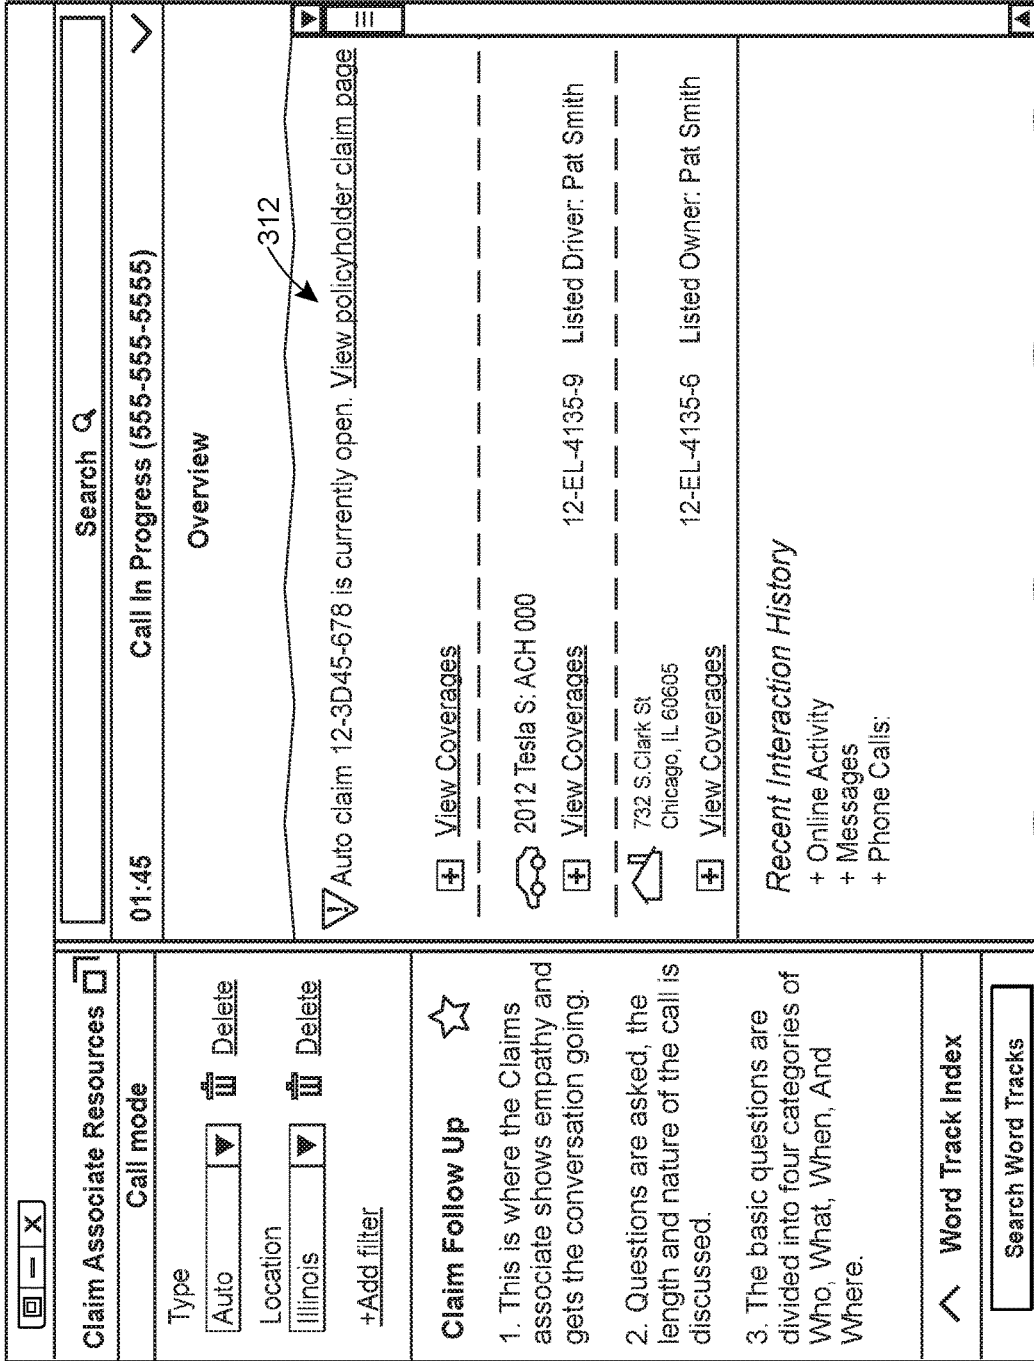 X
Claim Associate Resources
Call mode
Type
Auto
Delete
Location
Illinois
Delete
+Add filter
Claim Follow Up
1. This is where the Claims
associate shows empathy and
gets the conversation going.
2. Questions are asked, the
length and nature of the call is
discussed.
3. The basic questions are
divided into four categories of
Who, What, When, And
Where.
Word Track Index
Search Word Tracks
Search
01:45
Call In Progress (555-555-5555)
Overview
312
Auto claim 12-3D45-678 is currently open. View policyholder claim page
View Coverages
2012 Tesla S: ACH 000
View Coverages
12-EL-4135-9 Listed Driver: Pat Smith
732 S.Clark St
Chicago, IL 60605
View Coverages
12-EL-4135-6 Listed Owner: Pat Smith
Recent Interaction History
+ Online Activity
+ Messages
+ Phone Calls: